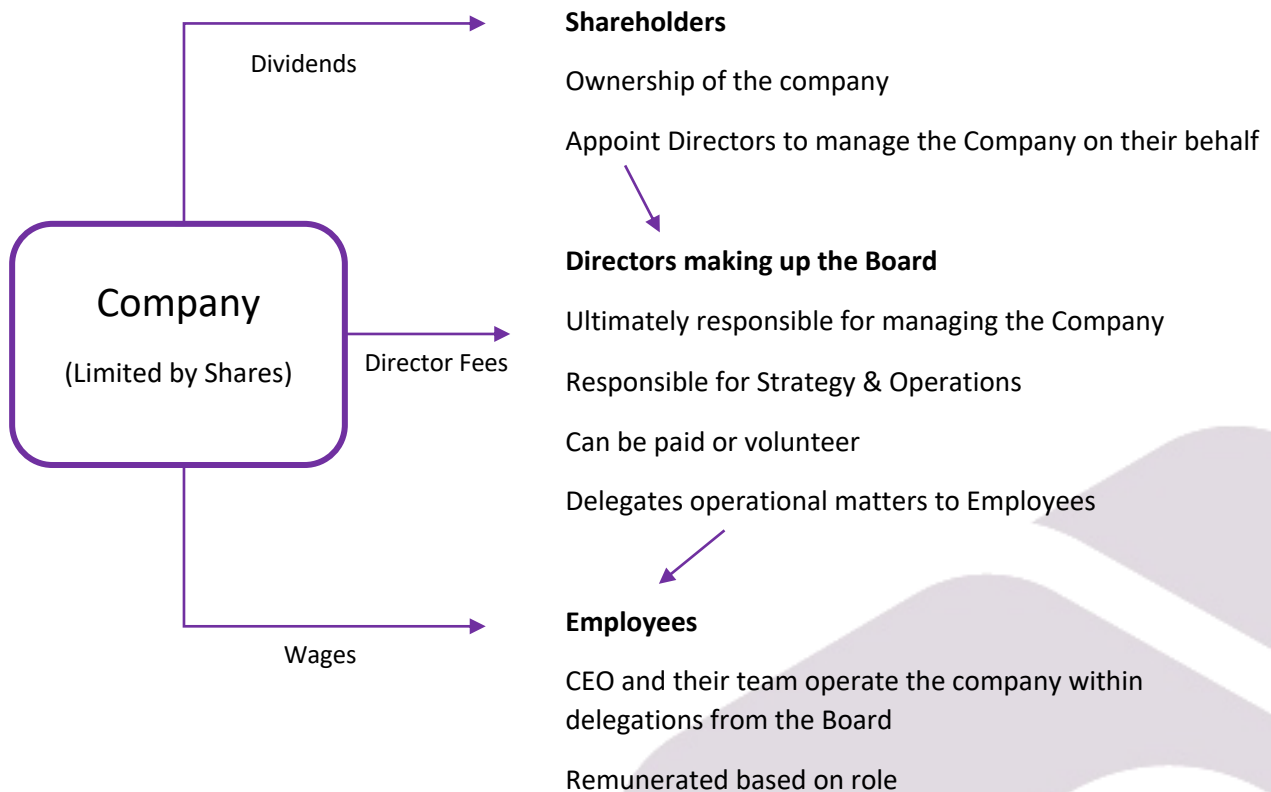 Shareholders
Dividends
Ownership of the company
Appoint Directors to manage the Company on their behalf
Directors making up the Board
Company
(Limited by Shares)
Director Fees
Ultimately responsible for managing the Company
Responsible for Strategy & Operations
Can be paid or volunteer
Delegates operational matters to Employees
Employees
Wages
CEO and their team operate the company within
delegations from the Board
Remunerated based on role